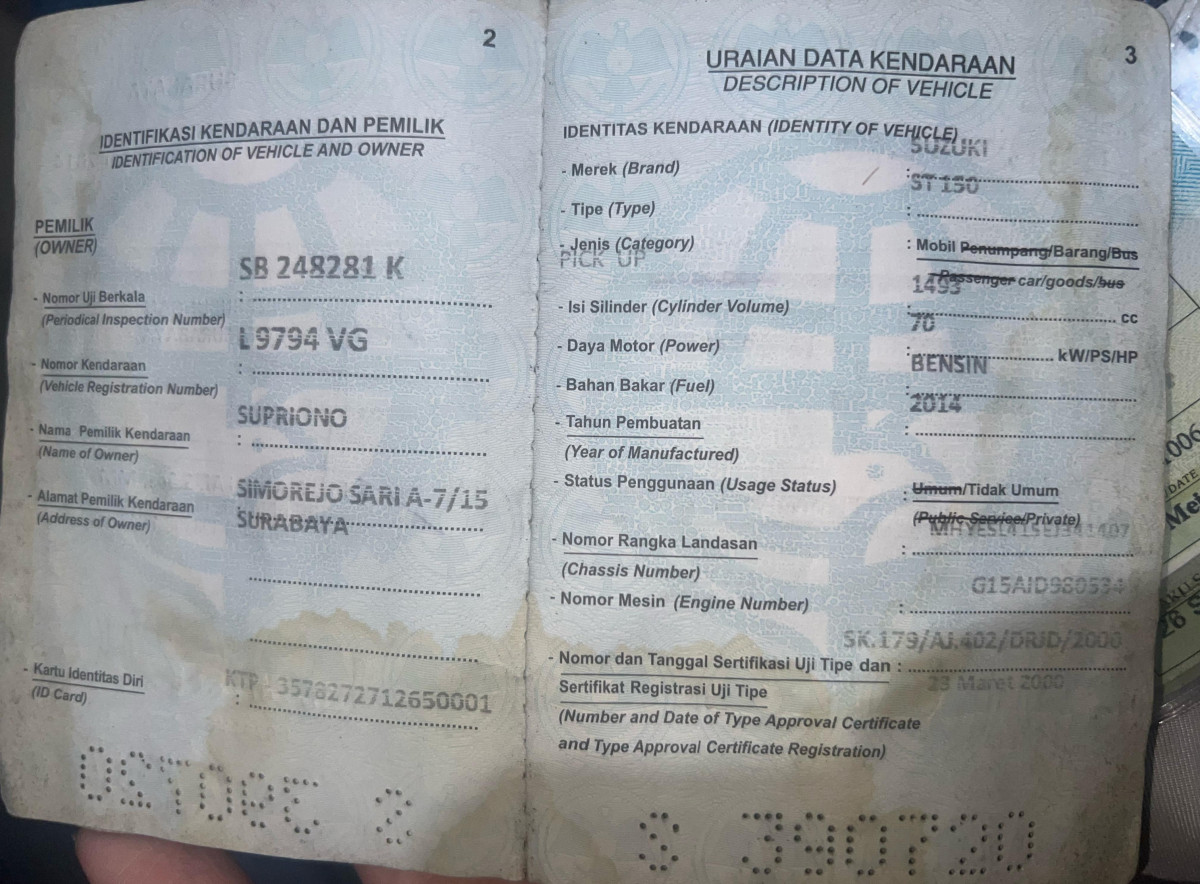 2
IDENTIFIKASI KENDARAAN DAN PEMILIK
IDENTIFICATION OF VEHICLE AND OWNER
PEMILIK
(OWNER)
SB 248281 K
- Nomor Uji Berkala :
(Periodical Inspection Number)
L 9794 VG
- Nomor Kendaraan :
(Vehicle Registration Number)
SUPRIONO
- Nama Pemilik Kendaraan :
(Name of Owner)
SIMOREJO SARI A-7/15
- Alamat Pemilik Kendaraan :
SURABAYA
(Address of Owner)
- Kartu Identitas Diri :
KTP - 3578272712650001
(ID Card)
3
URAIAN DATA KENDARAAN
DESCRIPTION OF VEHICLE
IDENTITAS KENDARAAN (IDENTITY OF VEHICLE)
SUZUKI
- Merek (Brand) :
ST 150
- Tipe (Type) :
- Jenis (Category) : Mobil Penumpang/Barang/Bus
PICK UP
Passenger car/goods/bus
1493
- Isi Silinder (Cylinder Volume) : cc
70
- Daya Motor (Power) : kW/PS/HP
BENSIN
- Bahan Bakar (Fuel) :
2014
- Tahun Pembuatan :
(Year of Manufactured)
- Status Penggunaan (Usage Status) : Umum/Tidak Umum
(Public Service/Private)
- Nomor Rangka Landasan :
(Chassis Number)
G15AID980534
- Nomor Mesin (Engine Number) :
SK.179/AJ.402/DRJD/2000
- Nomor dan Tanggal Sertifikasi Uji Tipe dan :
23 Maret 2000
Sertifikat Registrasi Uji Tipe
(Number and Date of Type Approval Certificate
and Type Approval Certificate Registration)